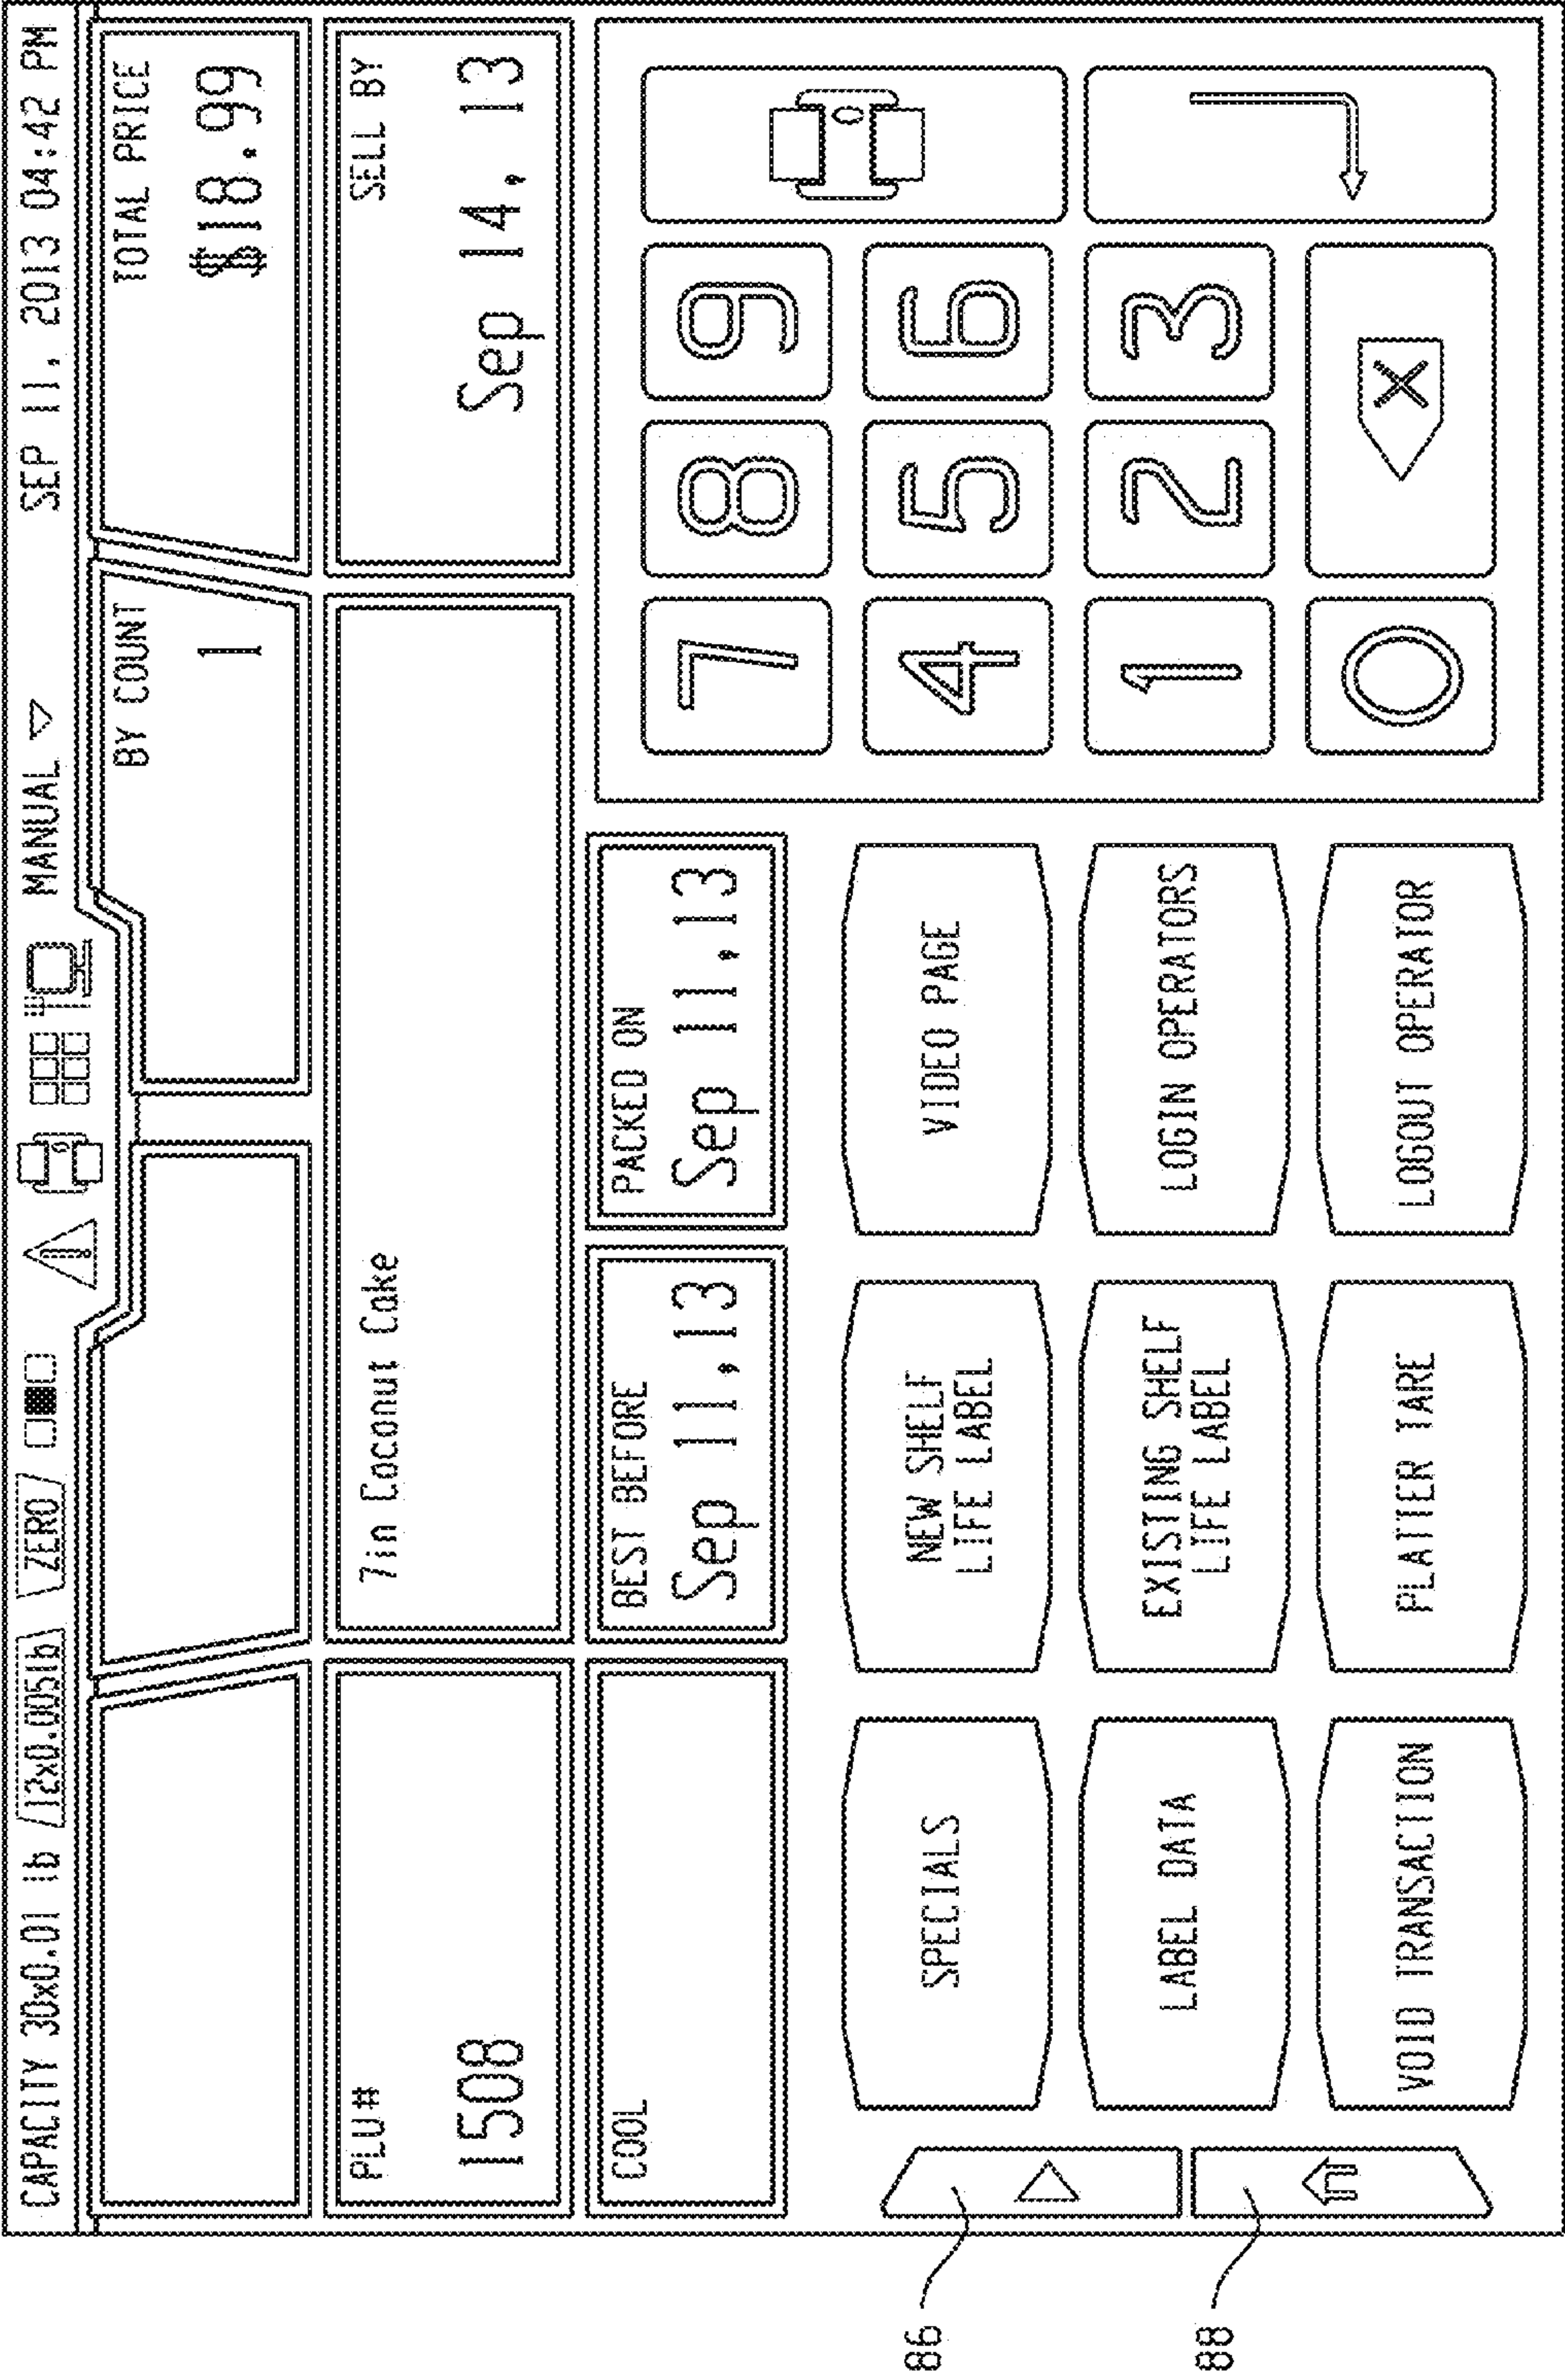 CAPACITY 30x0.01 lb /12x0.005lb\ \ZERO/ MANUAL SEP 11, 2013 04:42 PM
BY COUNT
1
TOTAL PRICE
$18.99
PLU#
1508
7in Coconut Cake
SELL BY
Sep 14, 13
COOL
BEST BEFORE
Sep 11,13
PACKED ON
Sep 11,13
SPECIALS
NEW SHELF
LIFE LABEL
VIDEO PAGE
LABEL DATA
EXISTING SHELF
LIFE LABEL
LOGIN OPERATORS
VOID TRANSACTION
PLATTER TARE
LOGOUT OPERATOR
7 8 9
4 5 6
1 2 3
0 X
86
88